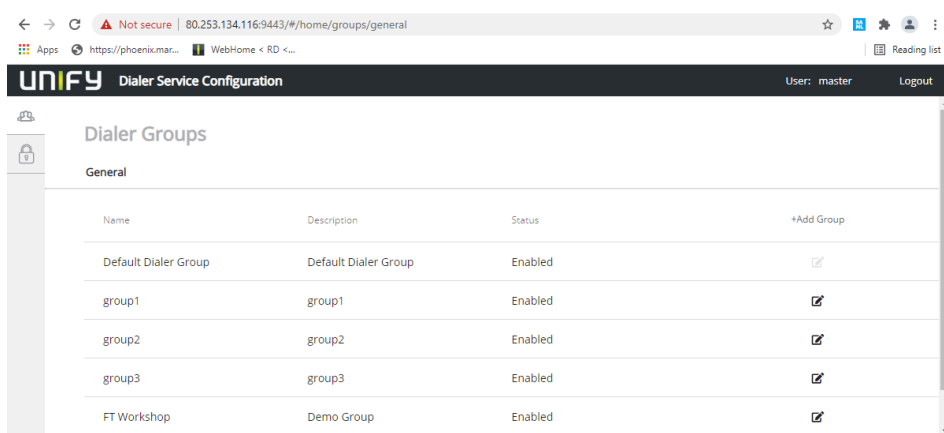 Not secure | 80.253.134.116:9443/#/home/groups/general
Apps https://phoenix.mar... WebHome < RD <... Reading list
UNIFY Dialer Service Configuration User: master Logout
Dialer Groups
General
Name Description Status +Add Group
Default Dialer Group Default Dialer Group Enabled
group1 group1 Enabled
group2 group2 Enabled
group3 group3 Enabled
FT Workshop Demo Group Enabled